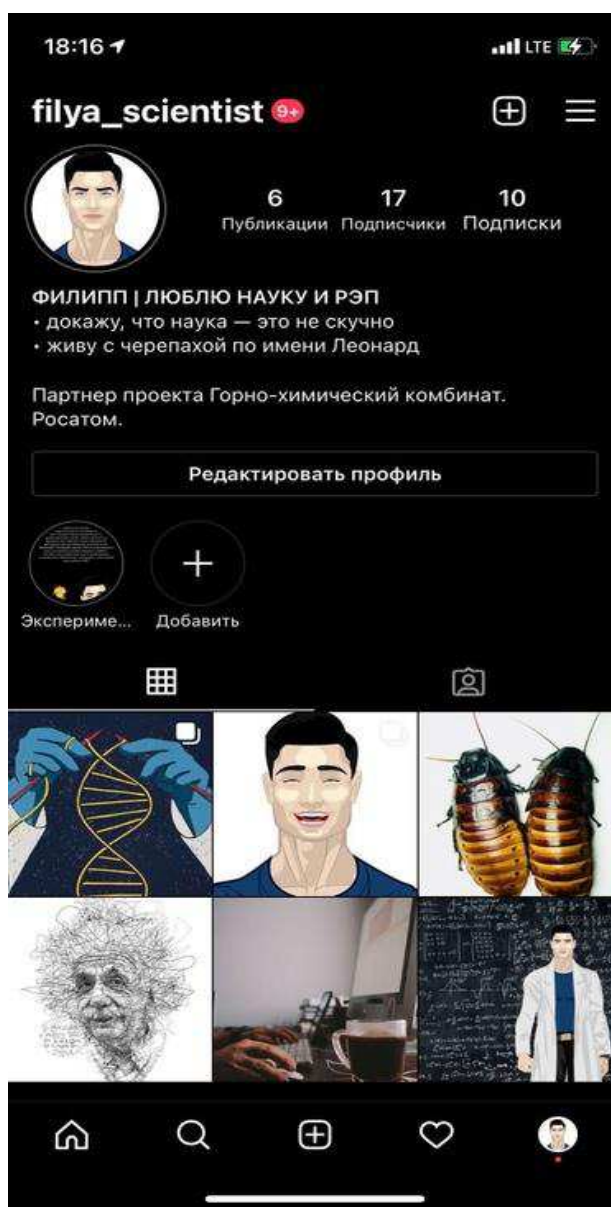 18:16
LTE
filya_scientist 9+
6 17 10
Публикации Подписчики Подписки
ФИЛИПП | ЛЮБЛЮ НАУКУ И РЭП
• докажу, что наука — это не скучно
• живу с черепахой по имени Леонард
Партнер проекта Горно-химический комбинат.
Росатом.
Редактировать профиль
Экспериме... Добавить